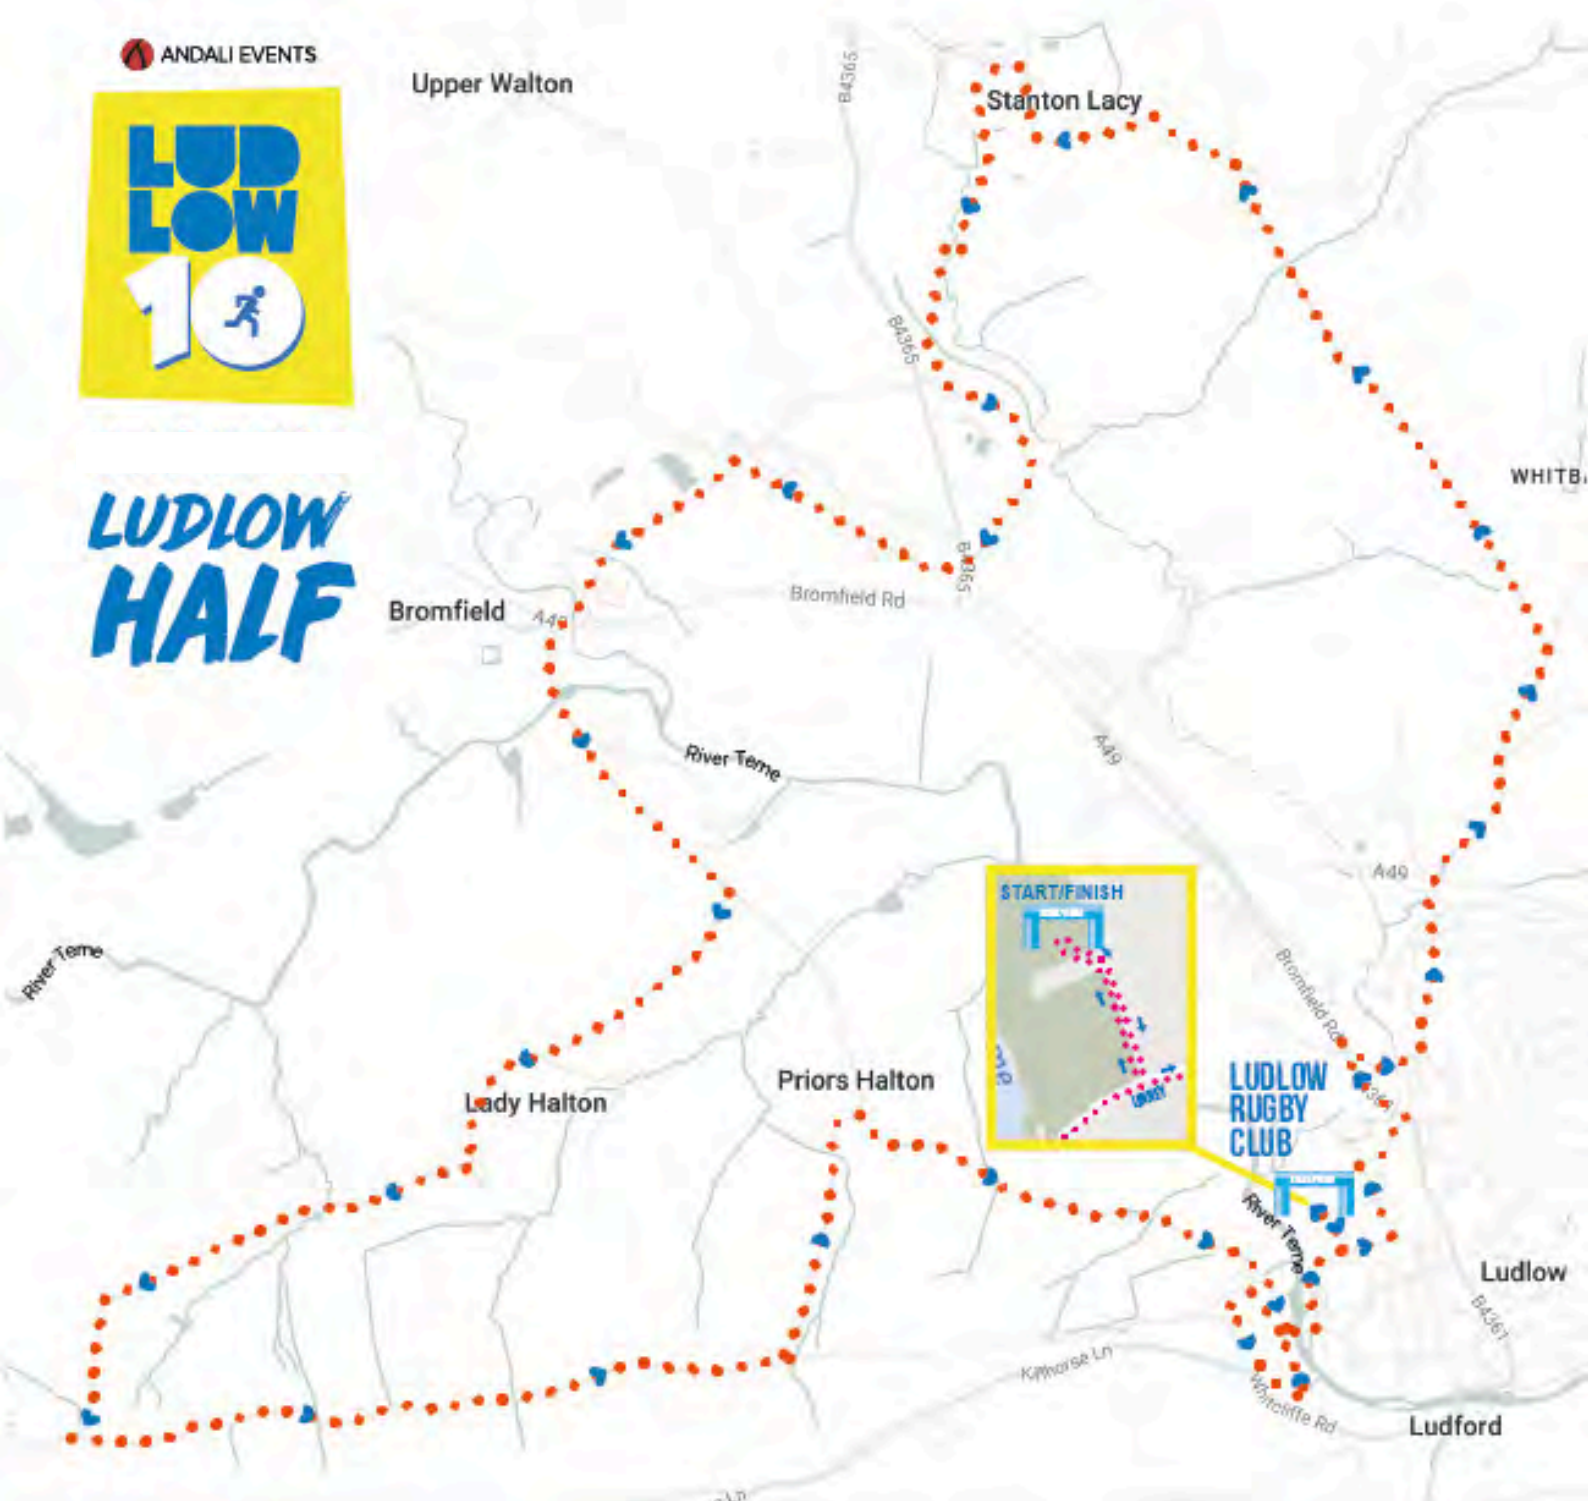 ANDALI EVENTS
LUD
LOW
10
LUDLOW
HALF
Upper Walton
B4365
Stanton Lacy
B4365
WHITB
B4365
Bromfield Rd
Bromfield
A49
River Teme
A49
A49
River Teme
START/FINISH
Bromfield Rd
LUDLOW
RUGBY
CLUB
Priors Halton
Lady Halton
LINNEY
River Teme
Ludlow
B4361
Killhorse Ln
Whitcliffe Rd
Ludford